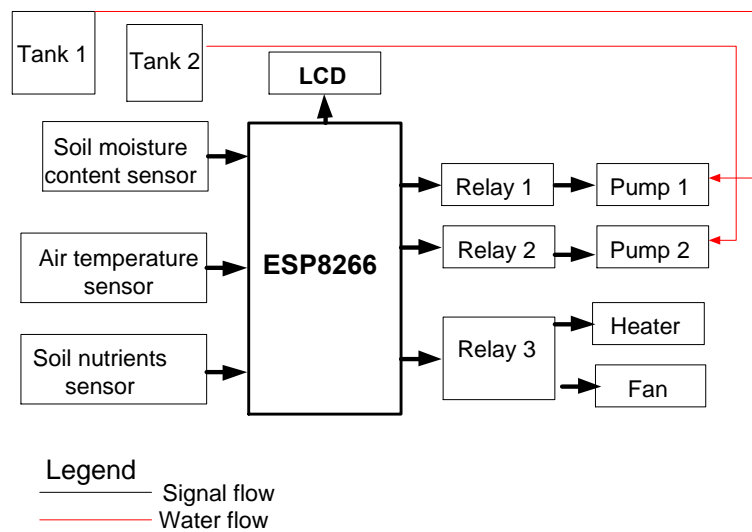 Tank 1
Tank 2
LCD
Soil moisture
content sensor
Relay 1
Pump 1
Air temperature
sensor
ESP8266
Relay 2
Pump 2
Soil nutrients
sensor
Relay 3
Heater
Fan
Legend
Signal flow
Water flow